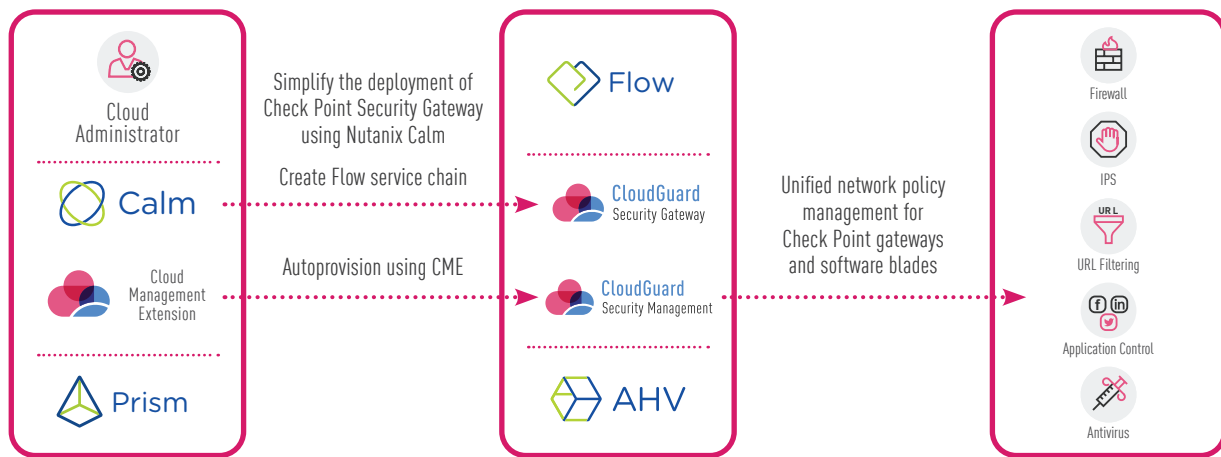 Cloud
Administrator
Calm
Cloud
Management
Extension
Prism
Simplify the deployment of
Check Point Security Gateway
using Nutanix Calm
Create Flow service chain
Autoprovision using CME
Flow
CloudGuard
Security Gateway
CloudGuard
Security Management
AHV
Unified network policy
management for
Check Point gateways
and software blades
Firewall
IPS
URL
URL Filtering
f in
Application Control
Antivirus